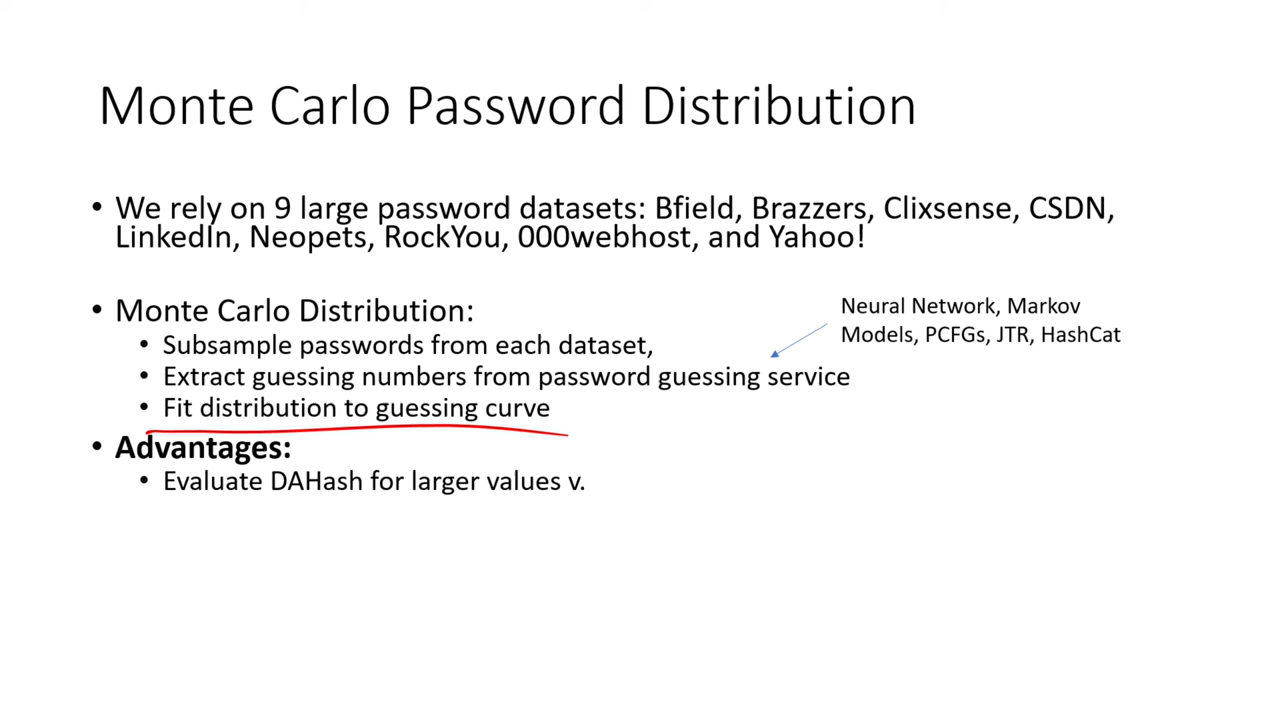 Monte Carlo Password Distribution
• We rely on 9 large password datasets: Bfield, Brazzers, Clixsense, CSDN,
LinkedIn, Neopets, RockYou, 000webhost, and Yahoo!
• Monte Carlo Distribution:
Neural Network, Markov
Models, PCFGs, JTR, HashCat
• Subsample passwords from each dataset,
• Extract guessing numbers from password guessing service
• Fit distribution to guessing curve
• Advantages:
• Evaluate DAHash for larger values v.